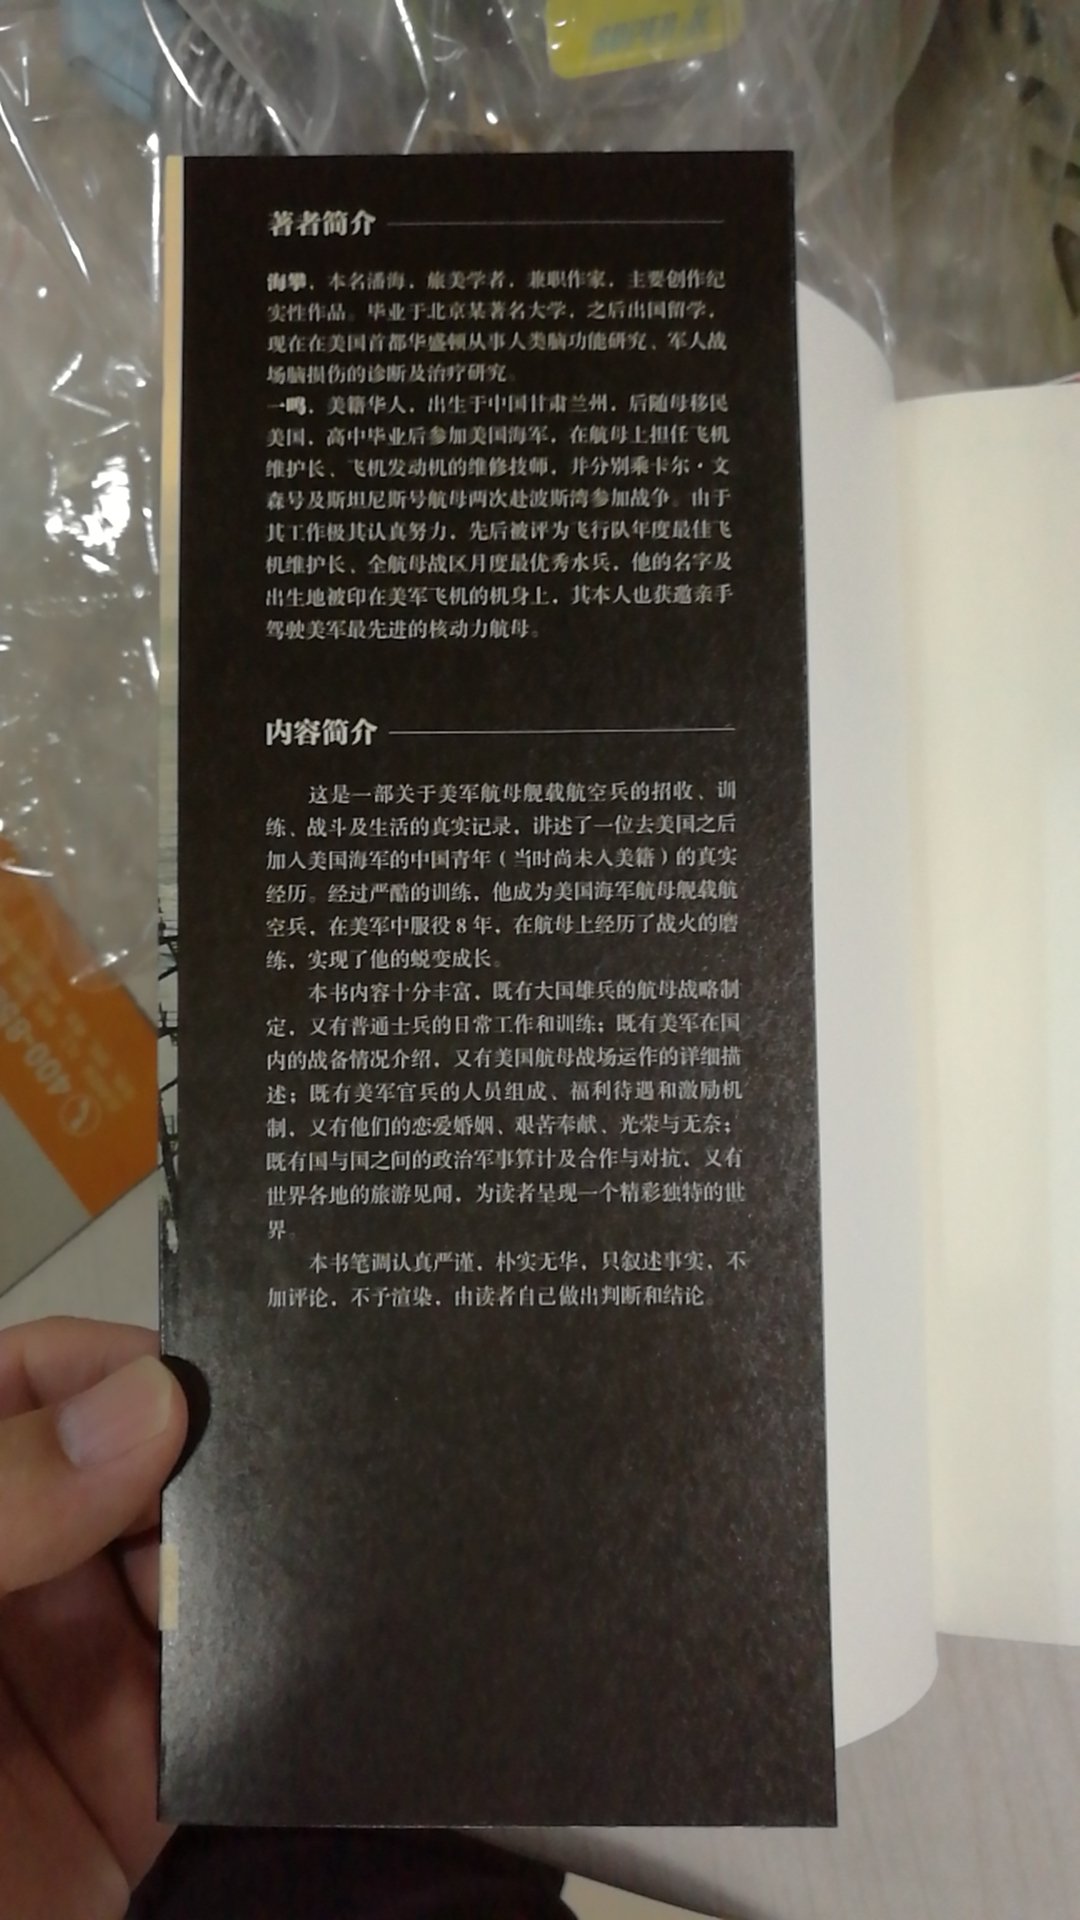 著者简介
海攀，本名潘海，旅美学者，兼职作家，主要创作纪
实性作品。毕业于北京某著名大学，之后出国留学，
现在在美国首都华盛顿从事人类脑功能研究、军人战
场脑损伤的诊断及治疗研究。
一鸣，美籍华人，出生于中国甘肃兰州，后随母移民
美国，高中毕业后参加美国海军，在航母上担任飞机
维护长、飞机发动机的维修技师，并分别乘卡尔·文
森号及斯坦尼斯号航母两次赴波斯湾参加战争。由于
其工作极其认真努力，先后被评为飞行队年度最佳飞
机维护长、全航母战区月度最优秀水兵，他的名字及
出生地被印在美军飞机的机身上，其本人也获邀亲手
驾驶美军最先进的核动力航母。
内容简介
这是一部关于美军航母舰载航空兵的招收、训
练、战斗及生活的真实记录，讲述了一位去美国之后
加入美国海军的中国青年（当时尚未入美籍）的真实
经历。经过严酷的训练，他成为美国海军航母舰载航
空兵，在美军中服役8年，在航母上经历了战火的磨
练，实现了他的蜕变成长。
本书内容十分丰富，既有大国雄兵的航母战略制
定，又有普通士兵的日常工作和训练；既有美军在国
内的战备情况介绍，又有美国航母战场运作的详细描
述；既有美军官兵的人员组成、福利待遇和激励机
制，又有他们的恋爱婚姻、艰苦奉献、光荣与无奈；
既有国与国之间的政治军事算计及合作与对抗，又有
世界各地的旅游见闻，为读者呈现一个精彩独特的世
界。
本书笔调认真严谨，朴实无华，只叙述事实，不
加评论，不予渲染，由读者自己做出判断和结论。